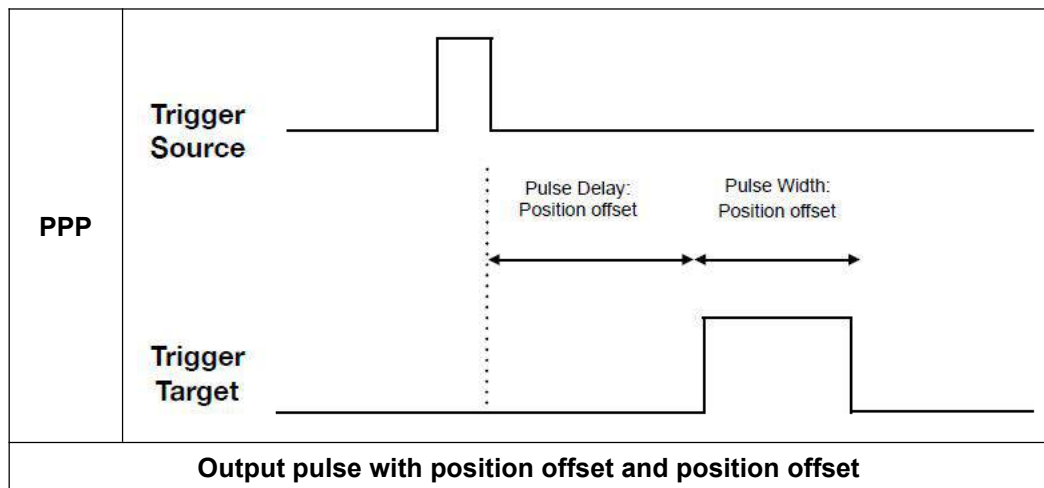 PPP
Trigger
Source
Pulse Delay:
Position offset
Pulse Width:
Position offset
Trigger
Target
Output pulse with position offset and position offset